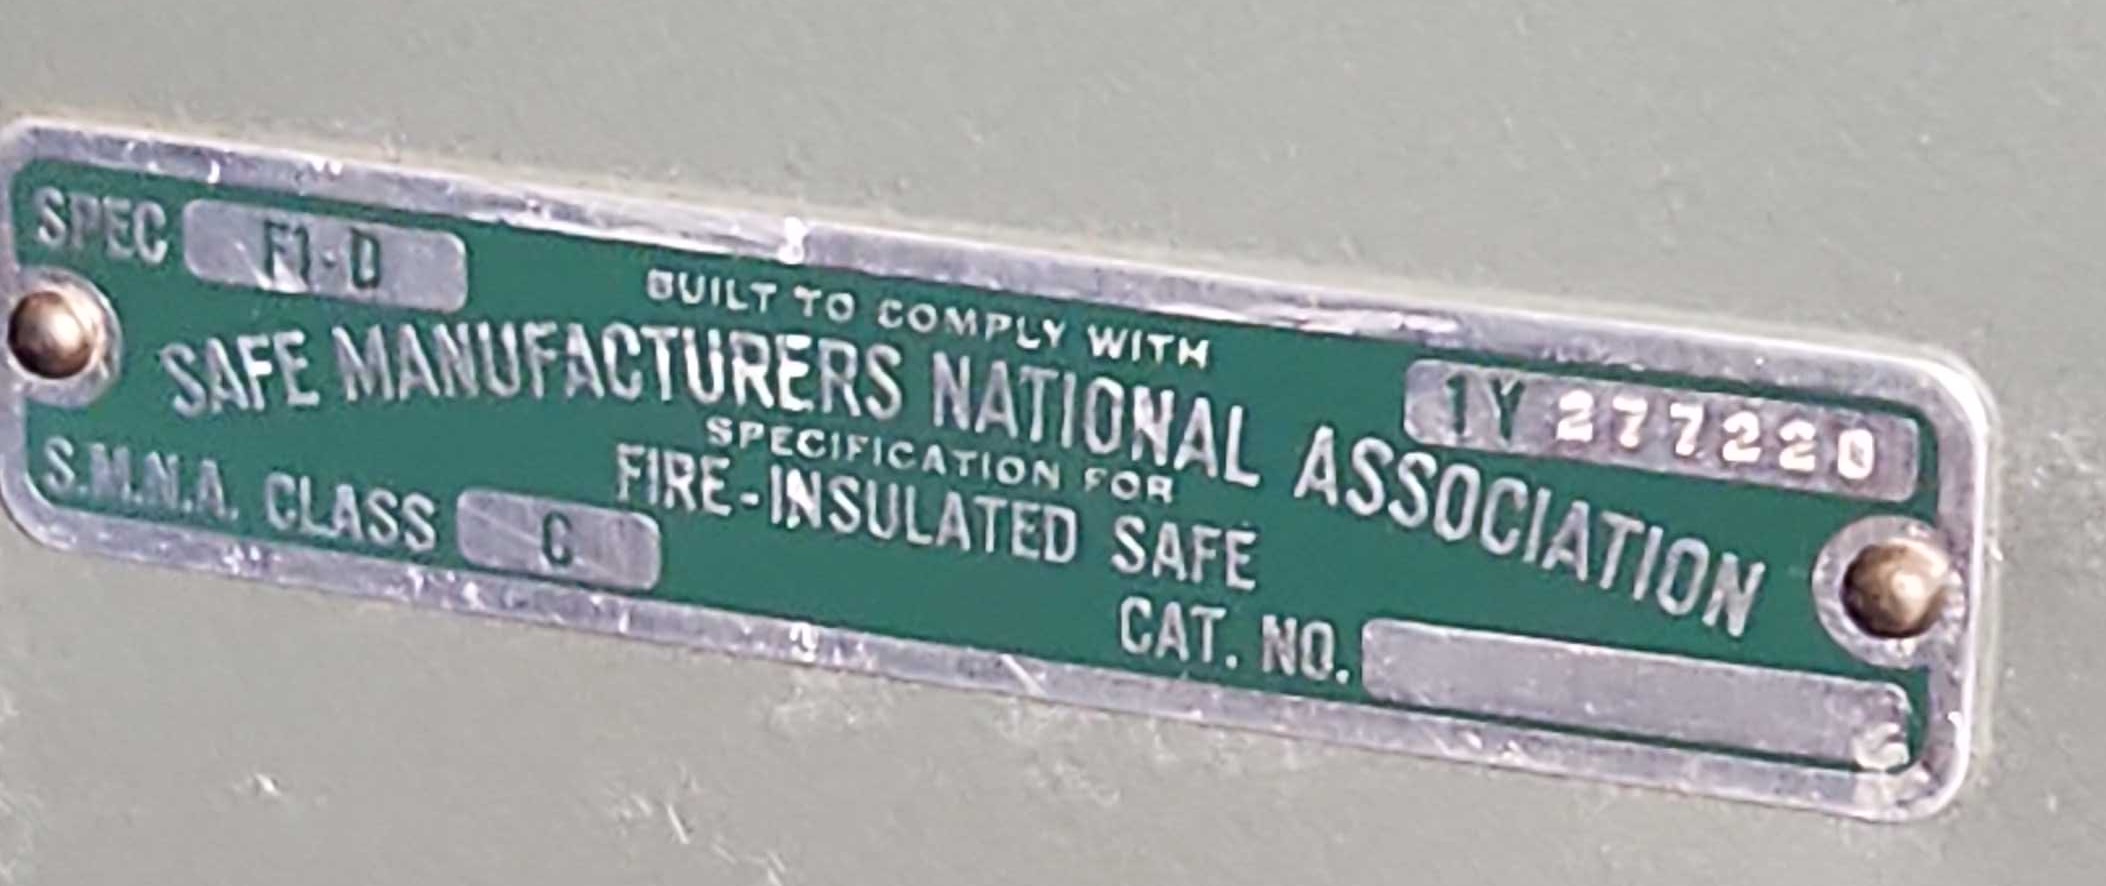 SPEC F1-D
BUILT TO COMPLY WITH
SAFE MANUFACTURERS NATIONAL ASSOCIATION
1Y 277220
SPECIFICATION FOR
FIRE-INSULATED SAFE
S.M.N.A. CLASS C
CAT. NO.